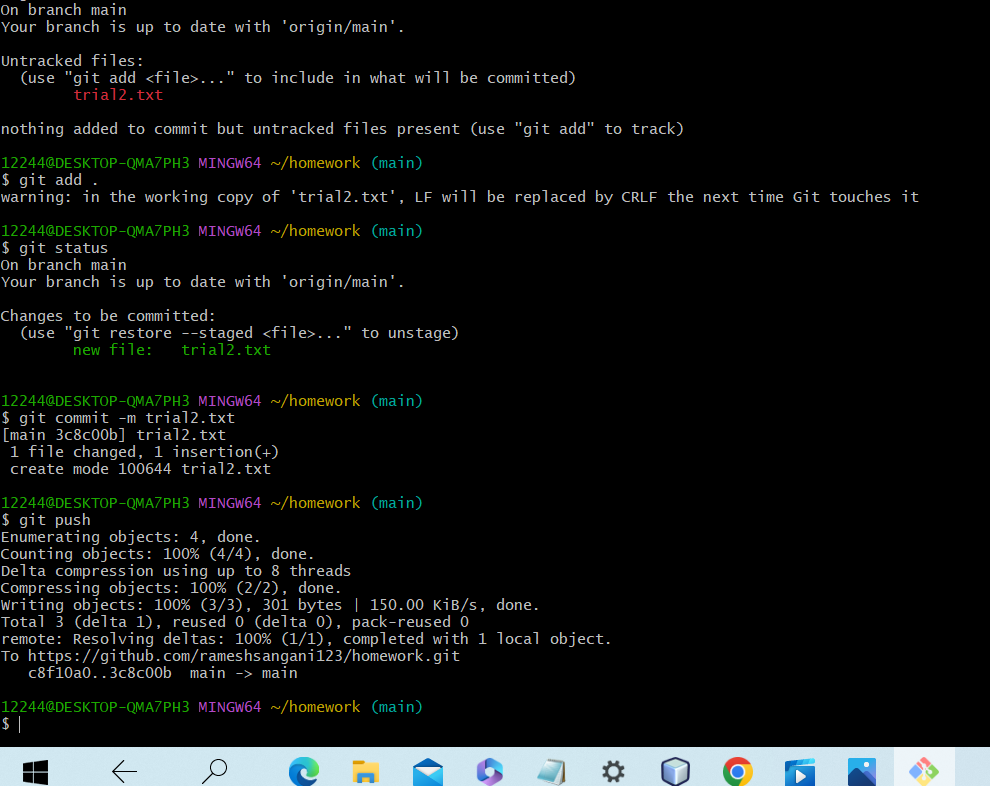 On branch main
Your branch is up to date with 'origin/main'.
Untracked files:
  (use "git add <file>..." to include in what will be committed)
        trial2.txt
nothing added to commit but untracked files present (use "git add" to track)
12244@DESKTOP-QMA7PH3 MINGW64 ~/homework (main)
$ git add .
warning: in the working copy of 'trial2.txt', LF will be replaced by CRLF the next time Git touches it
12244@DESKTOP-QMA7PH3 MINGW64 ~/homework (main)
$ git status
On branch main
Your branch is up to date with 'origin/main'.
Changes to be committed:
  (use "git restore --staged <file>..." to unstage)
        new file:   trial2.txt
12244@DESKTOP-QMA7PH3 MINGW64 ~/homework (main)
$ git commit -m trial2.txt
[main 3c8c00b] trial2.txt
 1 file changed, 1 insertion(+)
 create mode 100644 trial2.txt
12244@DESKTOP-QMA7PH3 MINGW64 ~/homework (main)
$ git push
Enumerating objects: 4, done.
Counting objects: 100% (4/4), done.
Delta compression using up to 8 threads
Compressing objects: 100% (2/2), done.
Writing objects: 100% (3/3), 301 bytes | 150.00 KiB/s, done.
Total 3 (delta 1), reused 0 (delta 0), pack-reused 0
remote: Resolving deltas: 100% (1/1), completed with 1 local object.
To https://github.com/rameshsangani123/homework.git
   c8f10a0..3c8c00b  main -> main
12244@DESKTOP-QMA7PH3 MINGW64 ~/homework (main)
$